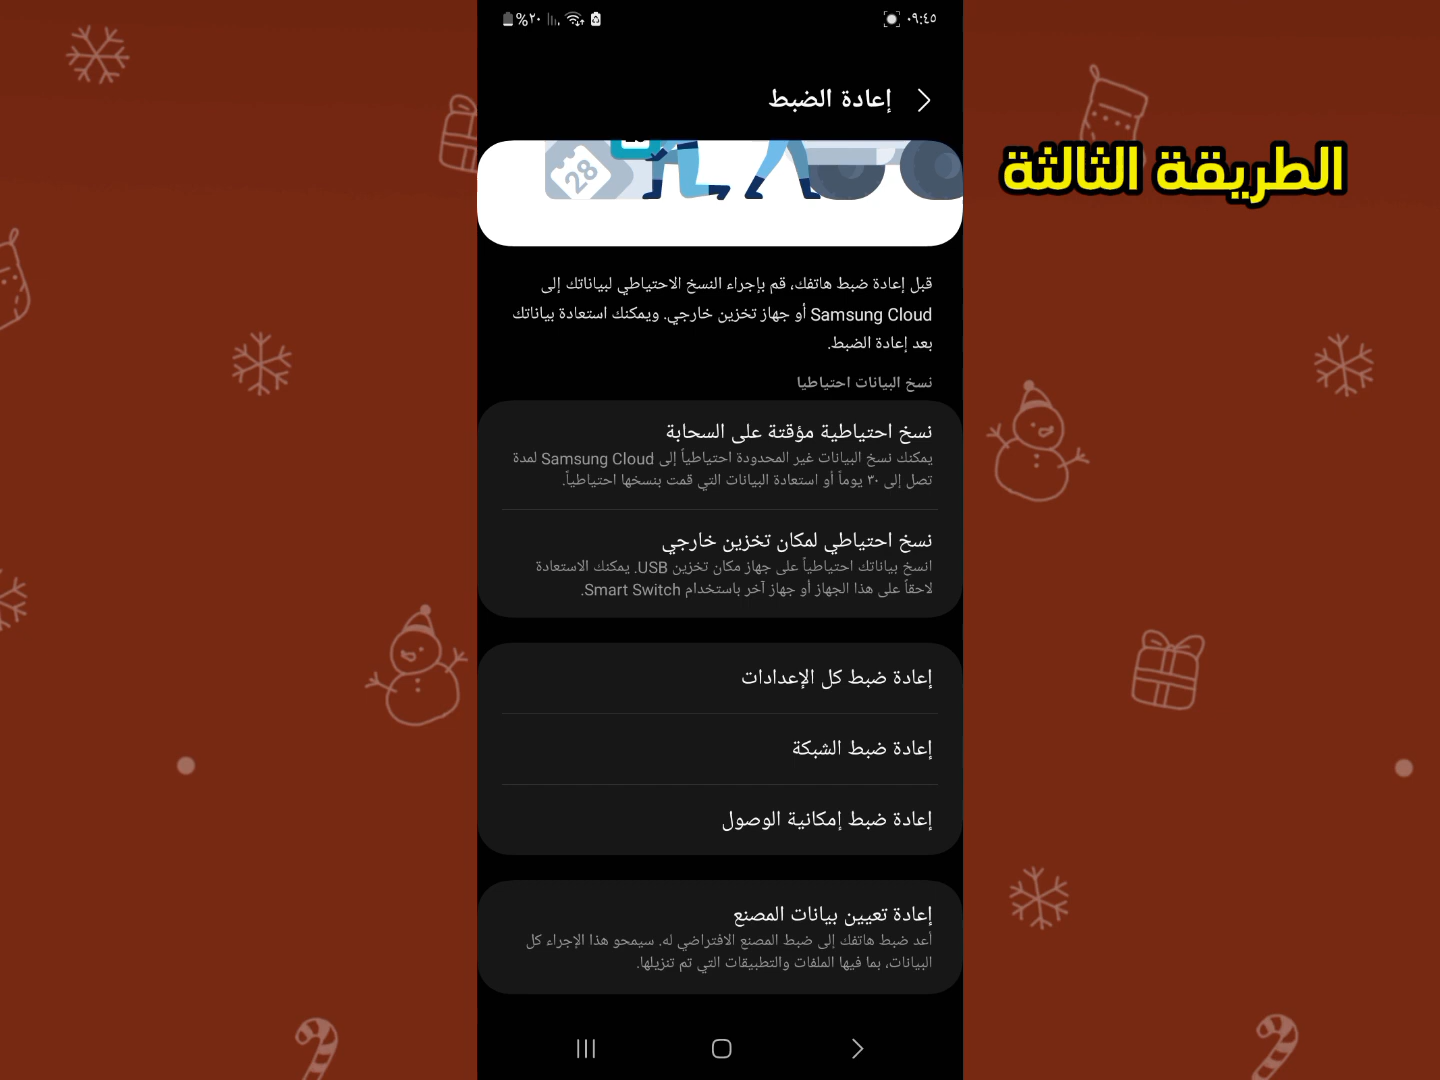 %٢٠
٠٩:٤٥
إعادة الضبط
28
الطريقة الثالثة
قبل إعادة ضبط هاتفك، قم بإجراء النسخ الاحتياطي لبياناتك إلى
Samsung Cloud أو جهاز تخزين خارجي. ويمكنك استعادة بياناتك
بعد إعادة الضبط.
نسخ البيانات احتياطيا
نسخ احتياطية مؤقتة على السحابة
يمكنك نسخ البيانات غير المحدودة احتياطياً إلى Samsung Cloud لمدة
تصل إلى ٣٠ يوماً أو استعادة البيانات التي قمت بنسخها احتياطياً.
نسخ احتياطي لمكان تخزين خارجي
انسخ بياناتك احتياطياً على جهاز مكان تخزين USB. يمكنك الاستعادة
لاحقاً على هذا الجهاز أو جهاز آخر باستخدام Smart Switch.
إعادة ضبط كل الإعدادات
إعادة ضبط الشبكة
إعادة ضبط إمكانية الوصول
إعادة تعيين بيانات المصنع
أعد ضبط هاتفك إلى ضبط المصنع الافتراضي له. سيمحو هذا الإجراء كل
البيانات، بما فيها الملفات والتطبيقات التي تم تنزيلها.